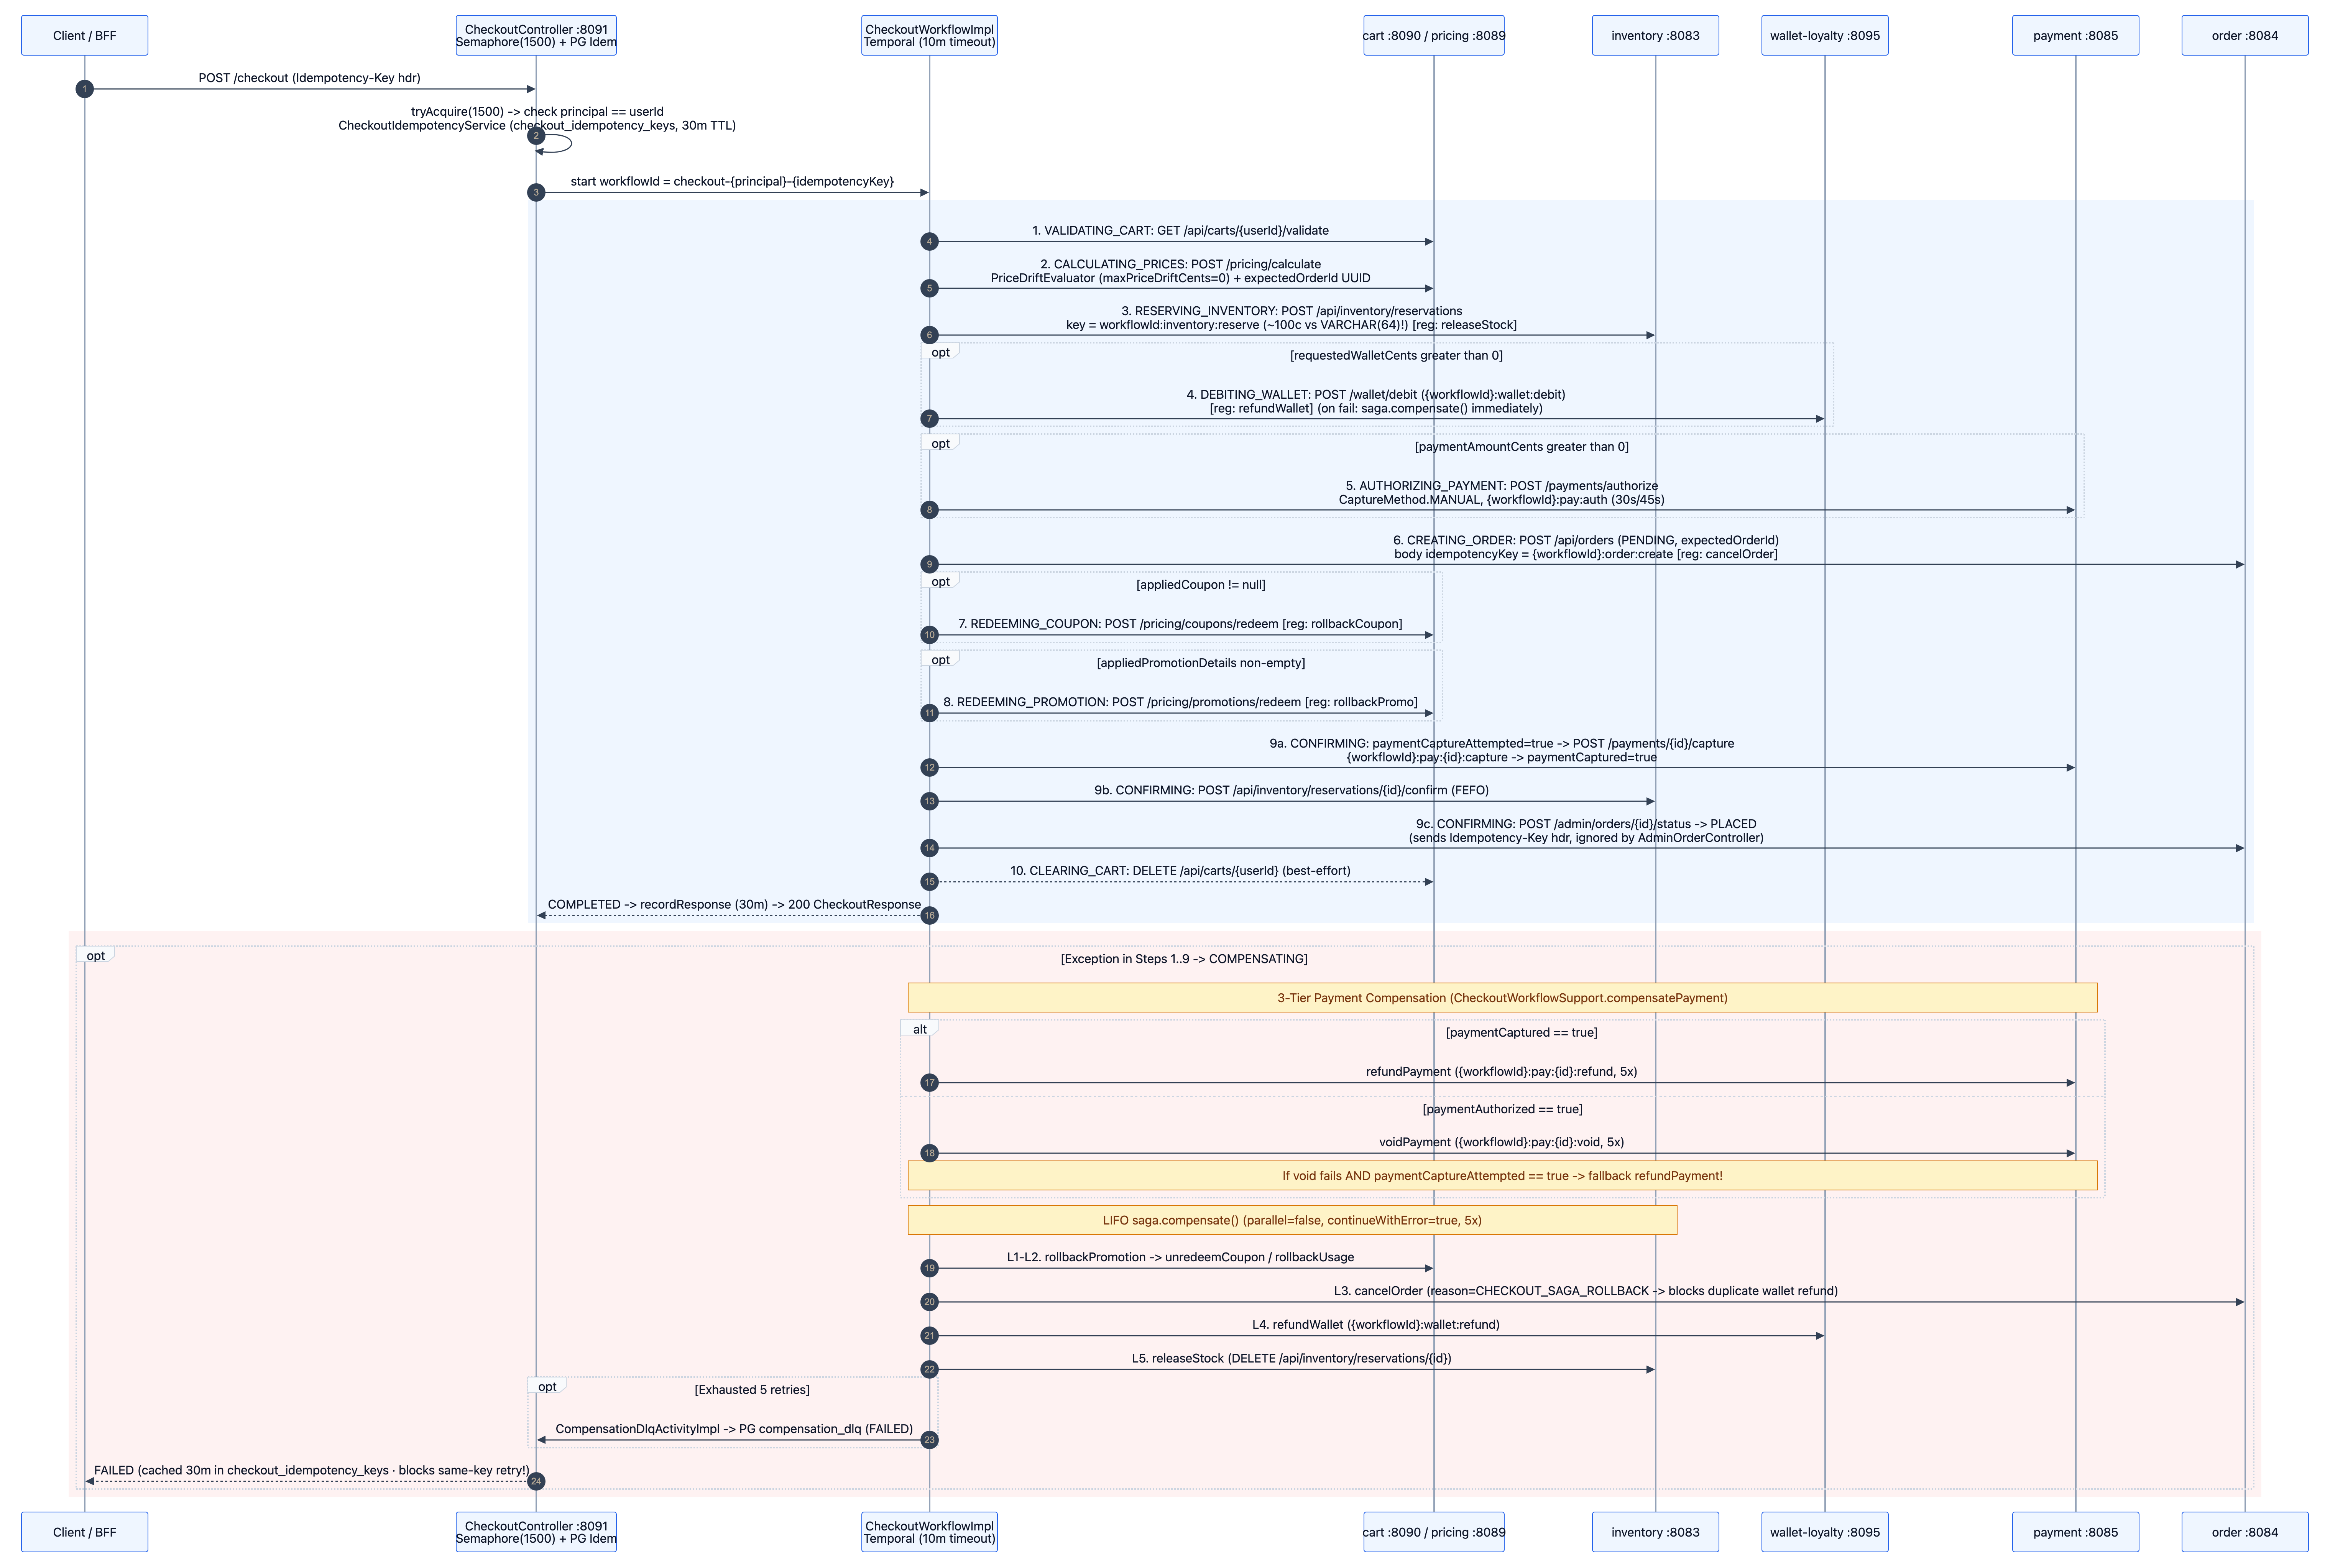 Client / BFF
CheckoutController :8091
Semaphore(1500) + PG Idem
CheckoutWorkflowImpl
Temporal (10m timeout)
cart :8090 / pricing :8089
inventory :8083
wallet-loyalty :8095
payment :8085
order :8084
POST /checkout (Idempotency-Key hdr)
1
tryAcquire(1500) -> check principal == userId
CheckoutIdempotencyService (checkout_idempotency_keys, 30m TTL)
2
start workflowId = checkout-{principal}-{idempotencyKey}
3
1. VALIDATING_CART: GET /api/carts/{userId}/validate
4
2. CALCULATING_PRICES: POST /pricing/calculate
PriceDriftEvaluator (maxPriceDriftCents=0) + expectedOrderId UUID
5
3. RESERVING_INVENTORY: POST /api/inventory/reservations
key = workflowId:inventory:reserve (~100c vs VARCHAR(64)!) [reg: releaseStock]
6
opt
[requestedWalletCents greater than 0]
4. DEBITING_WALLET: POST /wallet/debit ({workflowId}:wallet:debit)
[reg: refundWallet] (on fail: saga.compensate() immediately)
7
opt
[paymentAmountCents greater than 0]
5. AUTHORIZING_PAYMENT: POST /payments/authorize
CaptureMethod.MANUAL, {workflowId}:pay:auth (30s/45s)
8
6. CREATING_ORDER: POST /api/orders (PENDING, expectedOrderId)
body idempotencyKey = {workflowId}:order:create [reg: cancelOrder]
9
opt
[appliedCoupon != null]
7. REDEEMING_COUPON: POST /pricing/coupons/redeem [reg: rollbackCoupon]
10
opt
[appliedPromotionDetails non-empty]
8. REDEEMING_PROMOTION: POST /pricing/promotions/redeem [reg: rollbackPromo]
11
9a. CONFIRMING: paymentCaptureAttempted=true -> POST /payments/{id}/capture
{workflowId}:pay:{id}:capture -> paymentCaptured=true
12
9b. CONFIRMING: POST /api/inventory/reservations/{id}/confirm (FEFO)
13
9c. CONFIRMING: POST /admin/orders/{id}/status -> PLACED
(sends Idempotency-Key hdr, ignored by AdminOrderController)
14
10. CLEARING_CART: DELETE /api/carts/{userId} (best-effort)
15
COMPLETED -> recordResponse (30m) -> 200 CheckoutResponse
16
opt
[Exception in Steps 1..9 -> COMPENSATING]
3-Tier Payment Compensation (CheckoutWorkflowSupport.compensatePayment)
alt
[paymentCaptured == true]
refundPayment ({workflowId}:pay:{id}:refund, 5x)
17
[paymentAuthorized == true]
voidPayment ({workflowId}:pay:{id}:void, 5x)
18
If void fails AND paymentCaptureAttempted == true -> fallback refundPayment!
LIFO saga.compensate() (parallel=false, continueWithError=true, 5x)
L1-L2. rollbackPromotion -> unredeemCoupon / rollbackUsage
19
L3. cancelOrder (reason=CHECKOUT_SAGA_ROLLBACK -> blocks duplicate wallet refund)
20
L4. refundWallet ({workflowId}:wallet:refund)
21
L5. releaseStock (DELETE /api/inventory/reservations/{id})
22
opt
[Exhausted 5 retries]
CompensationDlqActivityImpl -> PG compensation_dlq (FAILED)
23
FAILED (cached 30m in checkout_idempotency_keys · blocks same-key retry!)
24
Client / BFF
CheckoutController :8091
Semaphore(1500) + PG Idem
CheckoutWorkflowImpl
Temporal (10m timeout)
cart :8090 / pricing :8089
inventory :8083
wallet-loyalty :8095
payment :8085
order :8084